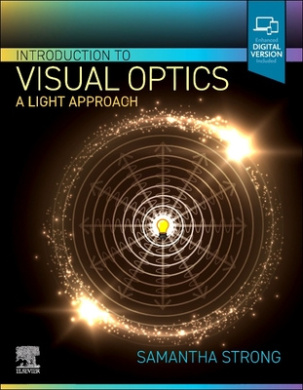 Enhanced
DIGITAL
VERSION
Included
INTRODUCTION TO
VISUAL OPTICS
A LIGHT APPROACH
ELSEVIER
SAMANTHA STRONG